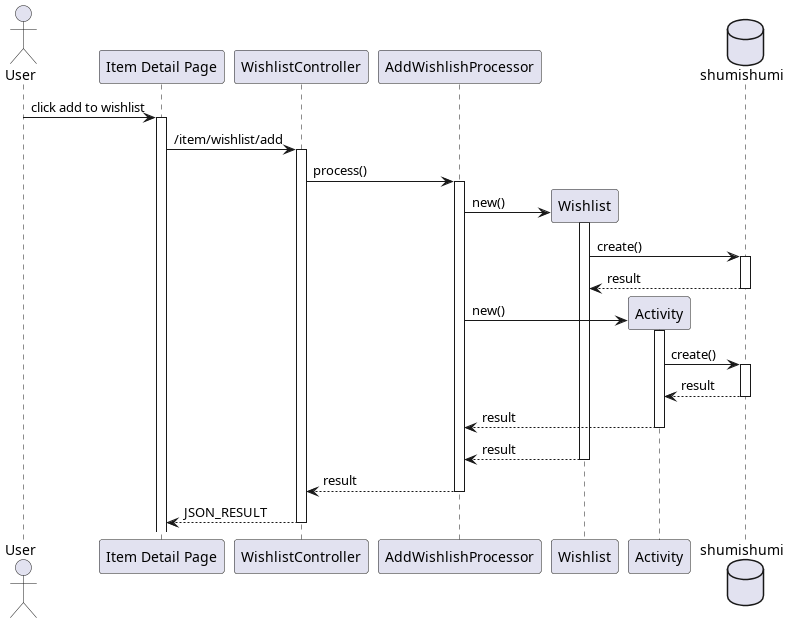 User
Item Detail Page
WishlistController
AddWishlishProcessor
shumishumi
click add to wishlist
/item/wishlist/add
process()
new()
Wishlist
create()
result
new()
Activity
create()
result
result
result
result
JSON_RESULT
User
Item Detail Page
WishlistController
AddWishlishProcessor
Wishlist
Activity
shumishumi